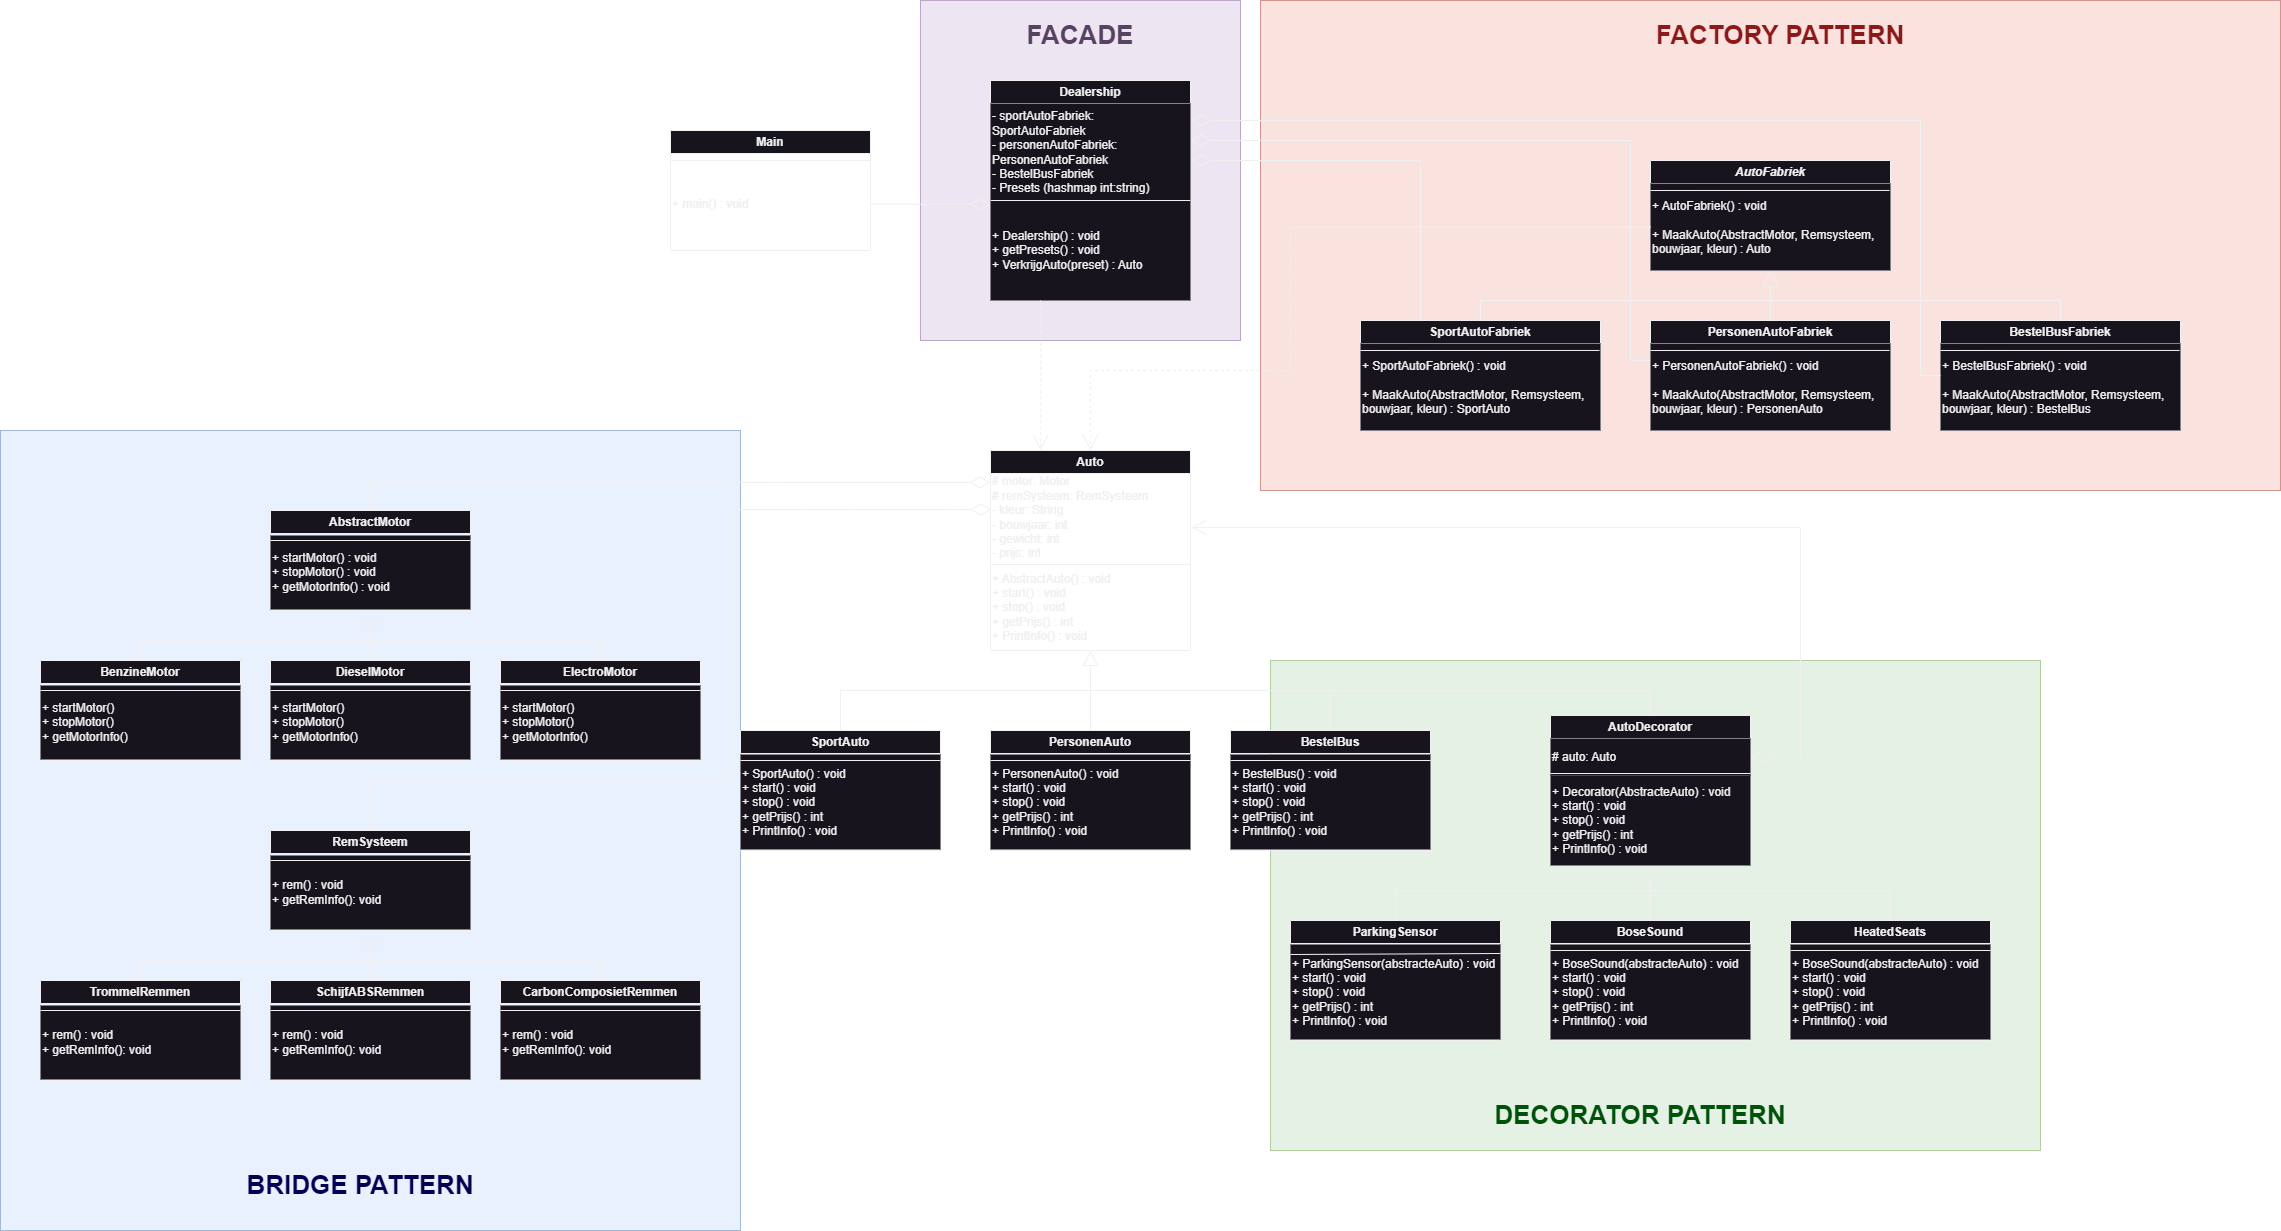 FACADE
FACTORY PATTERN
Dealership
- sportAutoFabriek:
SportAutoFabriek
- personenAutoFabriek:
PersonenAutoFabriek
- BestelBusFabriek
- Presets (hashmap int:string)
+ Dealership() : void
+ getPresets() : void
+ VerkrijgAuto(preset) : Auto
Main
+ main() : void
AutoFabriek
+ AutoFabriek() : void
+ MaakAuto(AbstractMotor, Remsysteem,
bouwjaar, kleur) : Auto
SportAutoFabriek
+ SportAutoFabriek() : void
+ MaakAuto(AbstractMotor, Remsysteem,
bouwjaar, kleur) : SportAuto
PersonenAutoFabriek
+ PersonenAutoFabriek() : void
+ MaakAuto(AbstractMotor, Remsysteem,
bouwjaar, kleur) : PersonenAuto
BestelBusFabriek
+ BestelBusFabriek() : void
+ MaakAuto(AbstractMotor, Remsysteem,
bouwjaar, kleur) : BestelBus
Auto
# motor: Motor
# remSysteem: RemSysteem
- kleur: String
- bouwjaar: int
- gewicht: int
- prijs: int
+ AbstractAuto() : void
+ start() : void
+ stop() : void
+ getPrijs() : int
+ PrintInfo() : void
AbstractMotor
+ startMotor() : void
+ stopMotor() : void
+ getMotorInfo() : void
BenzineMotor
+ startMotor()
+ stopMotor()
+ getMotorInfo()
DieselMotor
+ startMotor()
+ stopMotor()
+ getMotorInfo()
ElectroMotor
+ startMotor()
+ stopMotor()
+ getMotorInfo()
SportAuto
+ SportAuto() : void
+ start() : void
+ stop() : void
+ getPrijs() : int
+ PrintInfo() : void
PersonenAuto
+ PersonenAuto() : void
+ start() : void
+ stop() : void
+ getPrijs() : int
+ PrintInfo() : void
BestelBus
+ BestelBus() : void
+ start() : void
+ stop() : void
+ getPrijs() : int
+ PrintInfo() : void
AutoDecorator
# auto: Auto
+ Decorator(AbstracteAuto) : void
+ start() : void
+ stop() : void
+ getPrijs() : int
+ PrintInfo() : void
RemSysteem
+ rem() : void
+ getRemInfo(): void
TrommelRemmen
+ rem() : void
+ getRemInfo(): void
SchijfABSRemmen
+ rem() : void
+ getRemInfo(): void
CarbonComposietRemmen
+ rem() : void
+ getRemInfo(): void
ParkingSensor
+ ParkingSensor(abstracteAuto) : void
+ start() : void
+ stop() : void
+ getPrijs() : int
+ PrintInfo() : void
BoseSound
+ BoseSound(abstracteAuto) : void
+ start() : void
+ stop() : void
+ getPrijs() : int
+ PrintInfo() : void
HeatedSeats
+ BoseSound(abstracteAuto) : void
+ start() : void
+ stop() : void
+ getPrijs() : int
+ PrintInfo() : void
DECORATOR PATTERN
BRIDGE PATTERN